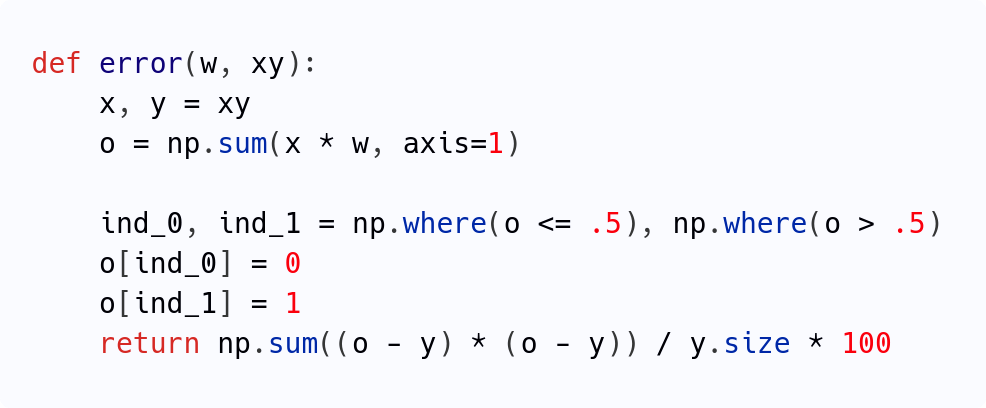 def error(w, xy):
    x, y = xy
    o = np.sum(x * w, axis=1)

    ind_0, ind_1 = np.where(o <= .5), np.where(o > .5)
    o[ind_0] = 0
    o[ind_1] = 1
    return np.sum((o - y) * (o - y)) / y.size * 100